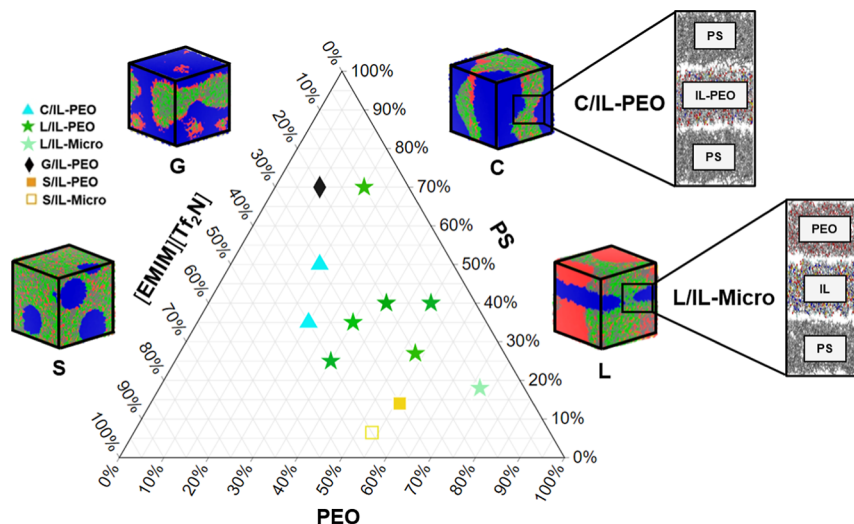 C/IL-PEO
L/IL-PEO
L/IL-Micro
G/IL-PEO
S/IL-PEO
S/IL-Micro
G
S
C
L
C/IL-PEO
PS
IL-PEO
PS
L/IL-Micro
PEO
IL
PS
[EMIM][Tf₂N]
0%
10%
20%
30%
40%
50%
60%
70%
80%
90%
100%
PS
100%
90%
80%
70%
60%
50%
40%
30%
20%
10%
0%
0%
10%
20%
30%
40%
50%
60%
70%
80%
90%
100%
PEO